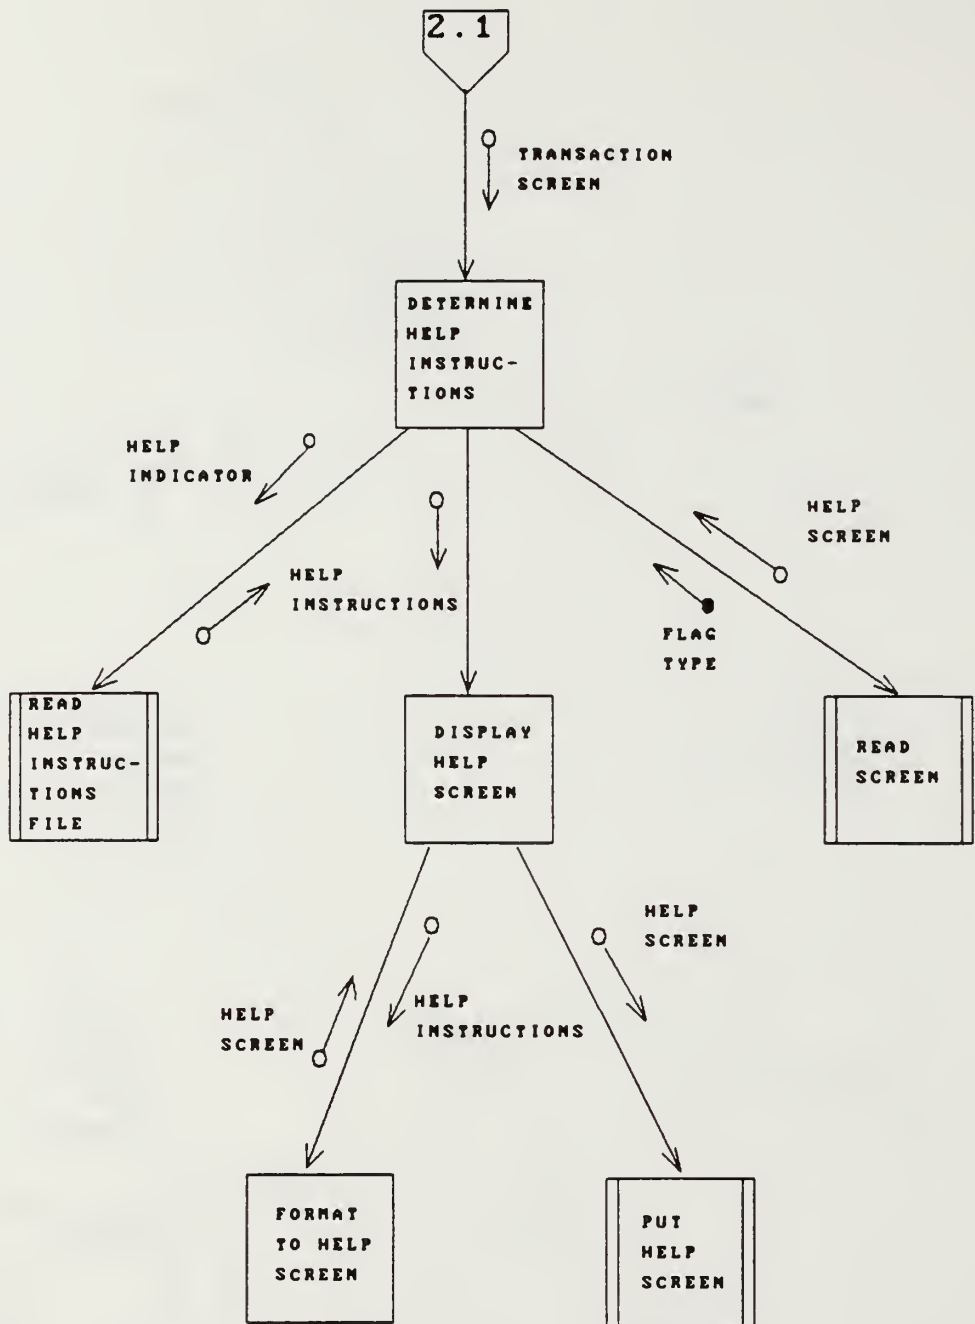 2.1
TRANSACTION
SCREEN
DETERMINE
HELP
INSTRUC-
TIONS
HELP
INDICATOR
HELP
SCREEN
HELP
INSTRUCTIONS
FLAG
TYPE
READ
HELP
INSTRUC-
TIONS
FILE
DISPLAY
HELP
SCREEN
READ
SCREEN
HELP
SCREEN
HELP
SCREEN
HELP
INSTRUCTIONS
FORMAT
TO HELP
SCREEN
PUT
HELP
SCREEN